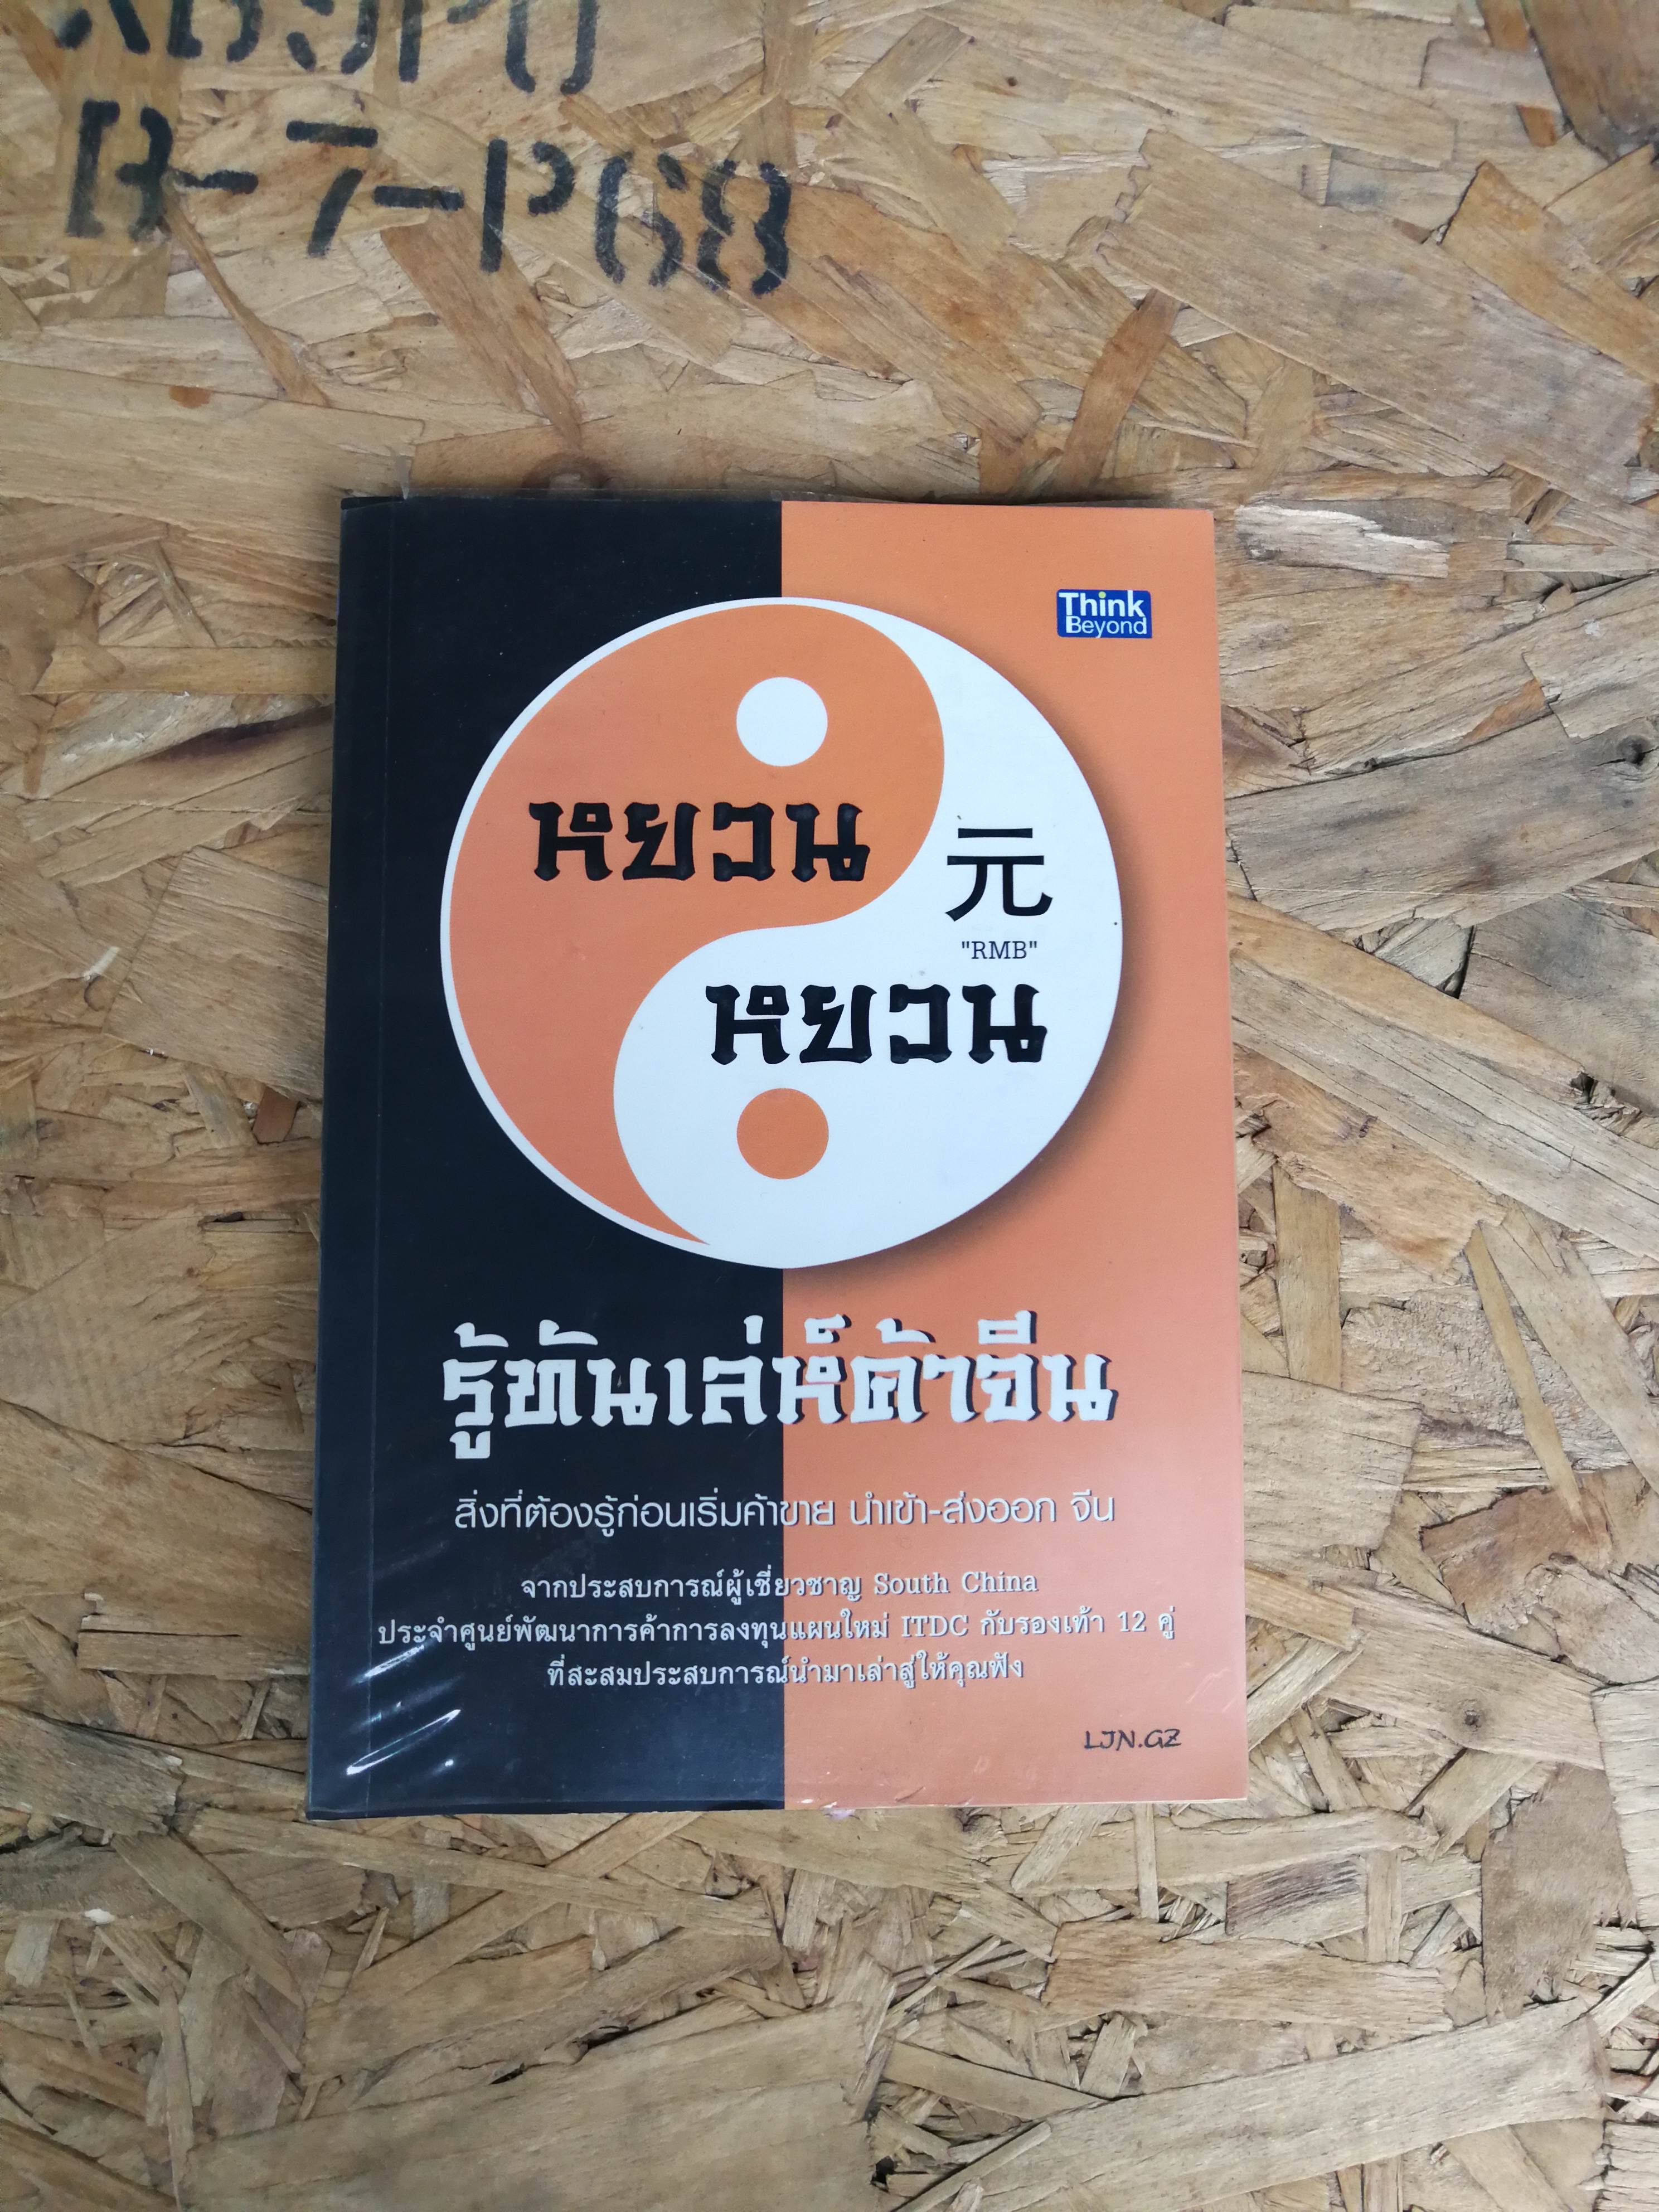 B-7-P68
Think
Beyond
หยวน
元
"RMB"
หยวน
รู้ทันเล่ห์ค้าจีน
สิ่งที่ต้องรู้ก่อนเริ่มค้าขาย นำเข้า-ส่งออก จีน
จากประสบการณ์ผู้เชี่ยวชาญ South China
ประจำศูนย์พัฒนาการค้าการลงทุนแผนใหม่ ITDC กับรองเท้า 12 คู่
ที่สะสมประสบการณ์นำมาเล่าสู่ให้คุณฟัง
LJN.GZ